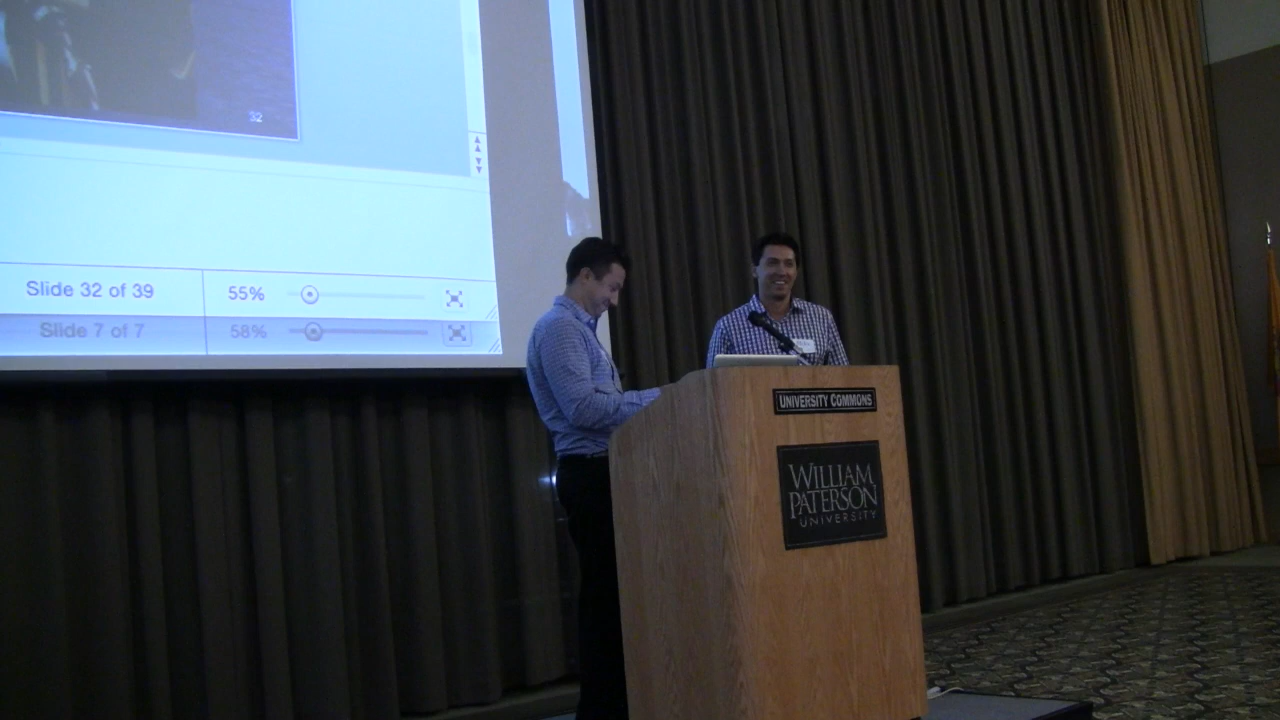 32
Slide 32 of 39
55%
Slide 7 of 7
58%
UNIVERSITY COMMONS
WILLIAM
PATERSON
UNIVERSITY